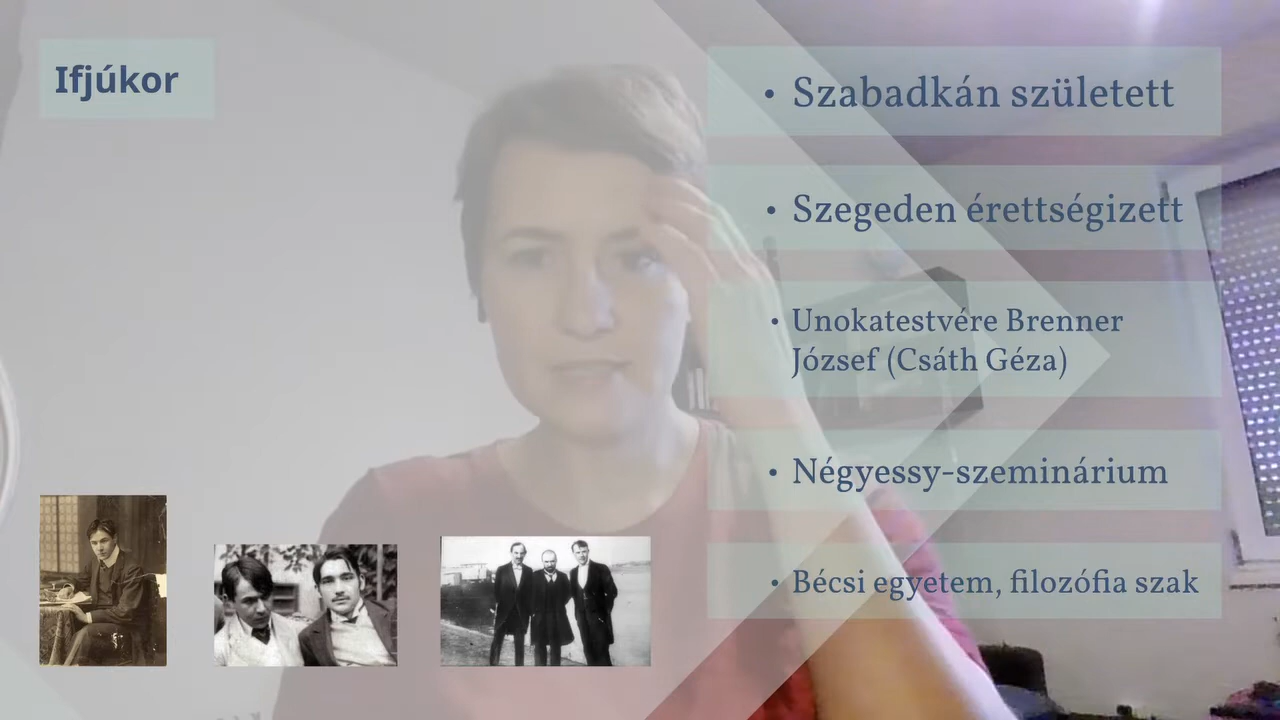 Ifjúkor
• Szabadkán született
• Szegeden érettségizett
• Unokatestvére Brenner
József (Csáth Géza)
• Négyessy-szeminárium
• Bécsi egyetem, filozófia szak